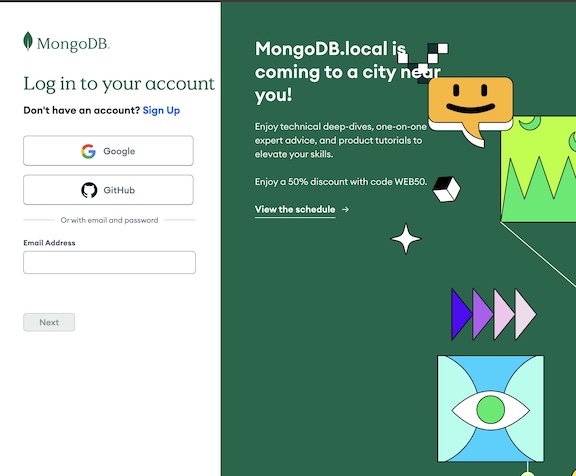 MongoDB.
Log in to your account
Don't have an account? Sign Up
Google
GitHub
Or with email and password
Email Address
Next
MongoDB.local is
coming to a city near
you!
Enjoy technical deep-dives, one-on-one
expert advice, and product tutorials to
elevate your skills.
Enjoy a 50% discount with code WEB50.
View the schedule →